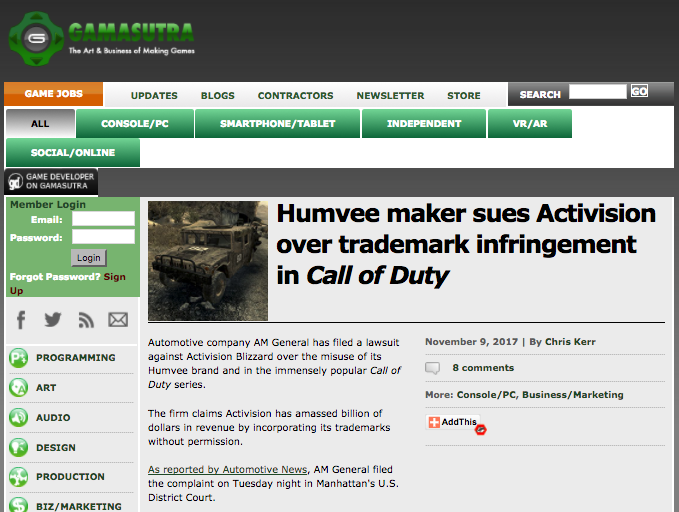 GAMASUTRA
The Art & Business of Making Games
GAME JOBS
UPDATES BLOGS CONTRACTORS NEWSLETTER STORE
SEARCH GO
ALL CONSOLE/PC SMARTPHONE/TABLET INDEPENDENT VR/AR
SOCIAL/ONLINE
gd GAME DEVELOPER
ON GAMASUTRA
Member Login
Email:
Password:
Login
Forgot Password? Sign
Up
PROGRAMMING
ART
AUDIO
DESIGN
PRODUCTION
BIZ/MARKETING
Humvee maker sues Activision
over trademark infringement
in Call of Duty
Automotive company AM General has filed a lawsuit
against Activision Blizzard over the misuse of its
Humvee brand and in the immensely popular Call of
Duty series.
The firm claims Activision has amassed billion of
dollars in revenue by incorporating its trademarks
without permission.
As reported by Automotive News, AM General filed
the complaint on Tuesday night in Manhattan's U.S.
District Court.
November 9, 2017 | By Chris Kerr
8 comments
More: Console/PC, Business/Marketing
AddThis